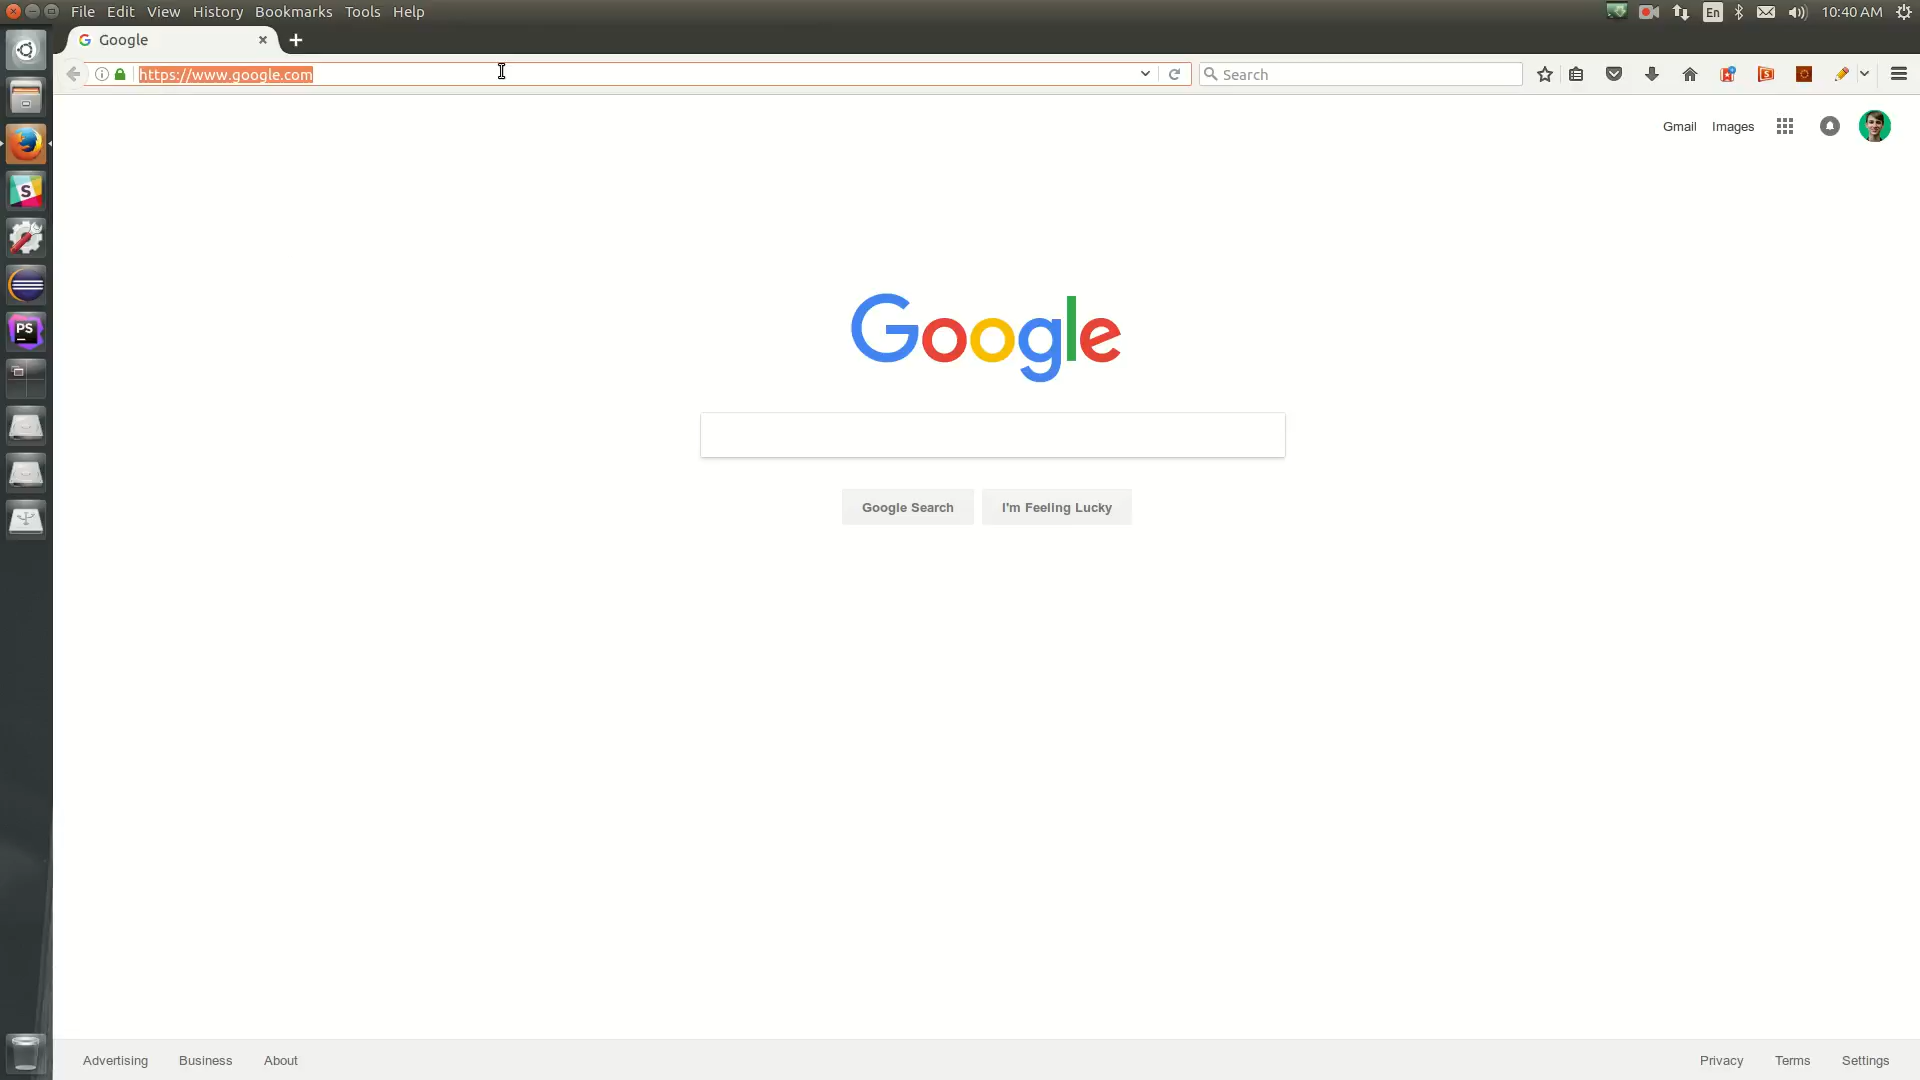 File Edit View History Bookmarks Tools Help
En
10:40 AM
Google
https://www.google.com
Search
S
Gmail Images
S
PS
Google
Google Search I'm Feeling Lucky
Advertising Business About
Privacy Terms Settings